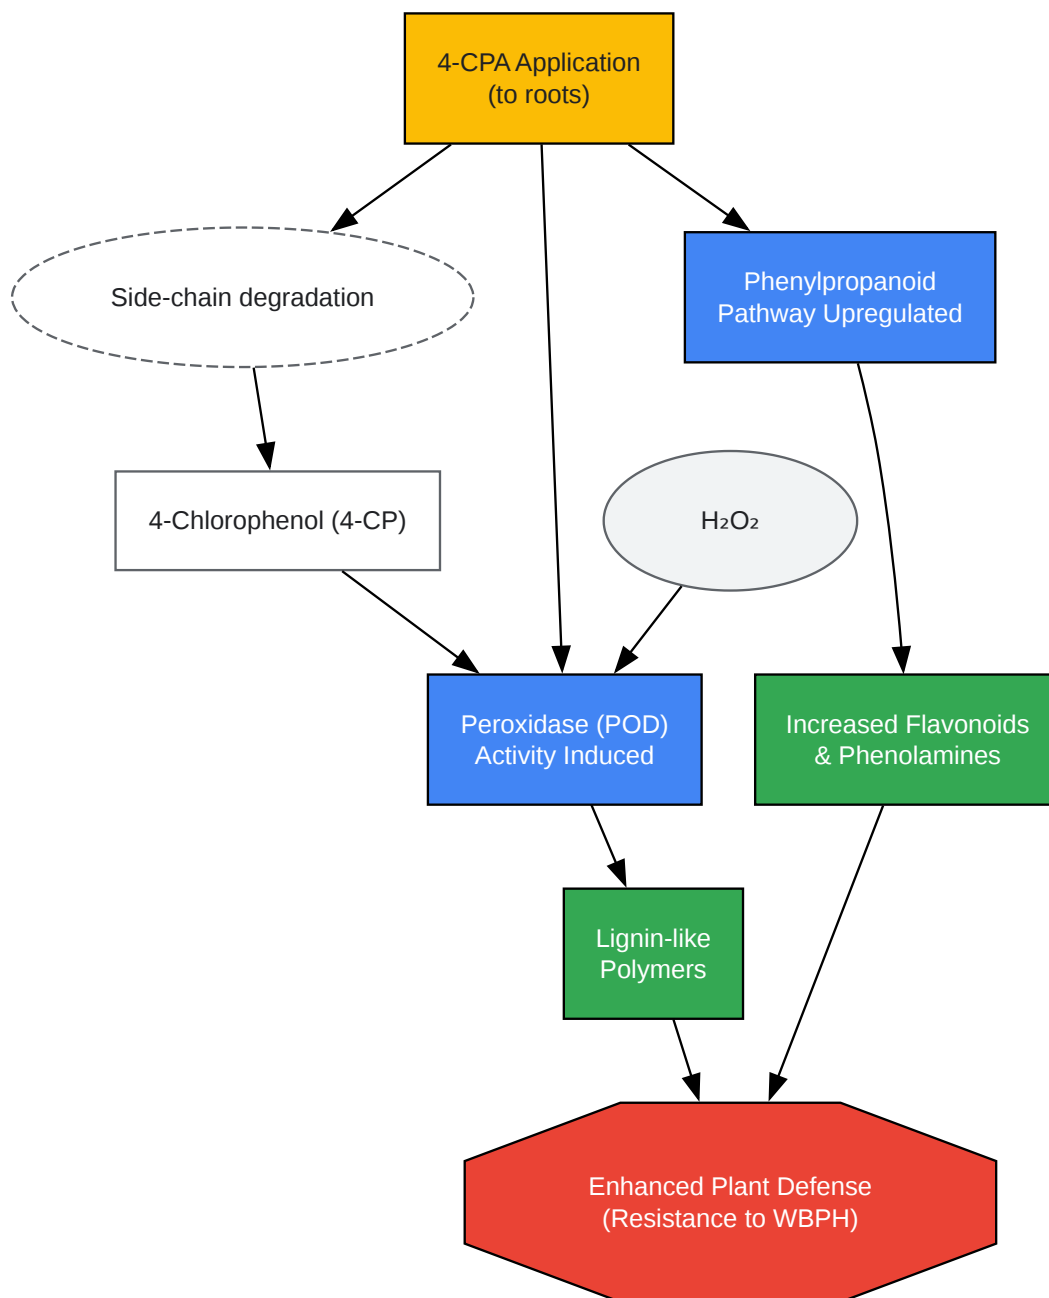 4-CPA Application
(to roots)
Side-chain degradation
Phenylpropanoid
Pathway Upregulated
4-Chlorophenol (4-CP)
H₂O₂
Peroxidase (POD)
Activity Induced
Increased Flavonoids
& Phenolamines
Lignin-like
Polymers
Enhanced Plant Defense
(Resistance to WBPH)